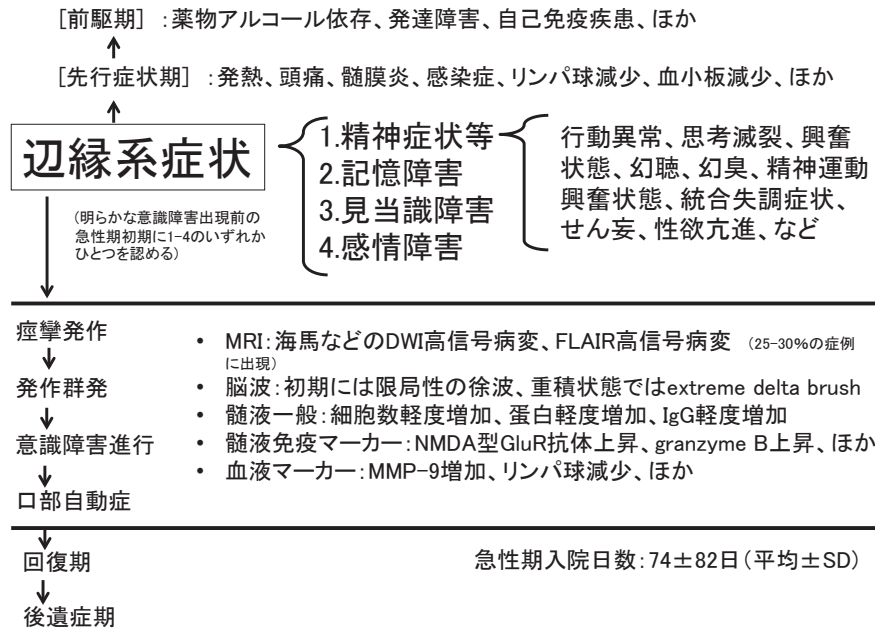 [前駆期] :薬物アルコール依存、発達障害、自己免疫疾患、ほか
[先行症状期] :発熱、頭痛、髄膜炎、感染症、リンパ球減少、血小板減少、ほか
辺縁系症状
(明らかな意識障害出現前の
急性期初期に1-4のいずれか
ひとつを認める)
1.精神症状等
2.記憶障害
3.見当識障害
4.感情障害
行動異常、思考滅裂、興奮
状態、幻聴、幻臭、精神運動
興奮状態、統合失調症状、
せん妄、性欲亢進、など
痙攣発作
発作群発
意識障害進行
口部自動症
• MRI:海馬などのDWI高信号病変、FLAIR高信号病変 (25-30%の症例
に出現)
• 脳波:初期には限局性の徐波、重積状態ではextreme delta brush
• 髄液一般:細胞数軽度増加、蛋白軽度増加、IgG軽度増加
• 髄液免疫マーカー:NMDA型GluR抗体上昇、granzyme B上昇、ほか
• 血液マーカー:MMP-9増加、リンパ球減少、ほか
回復期
急性期入院日数:74±82日(平均±SD)
後遺症期